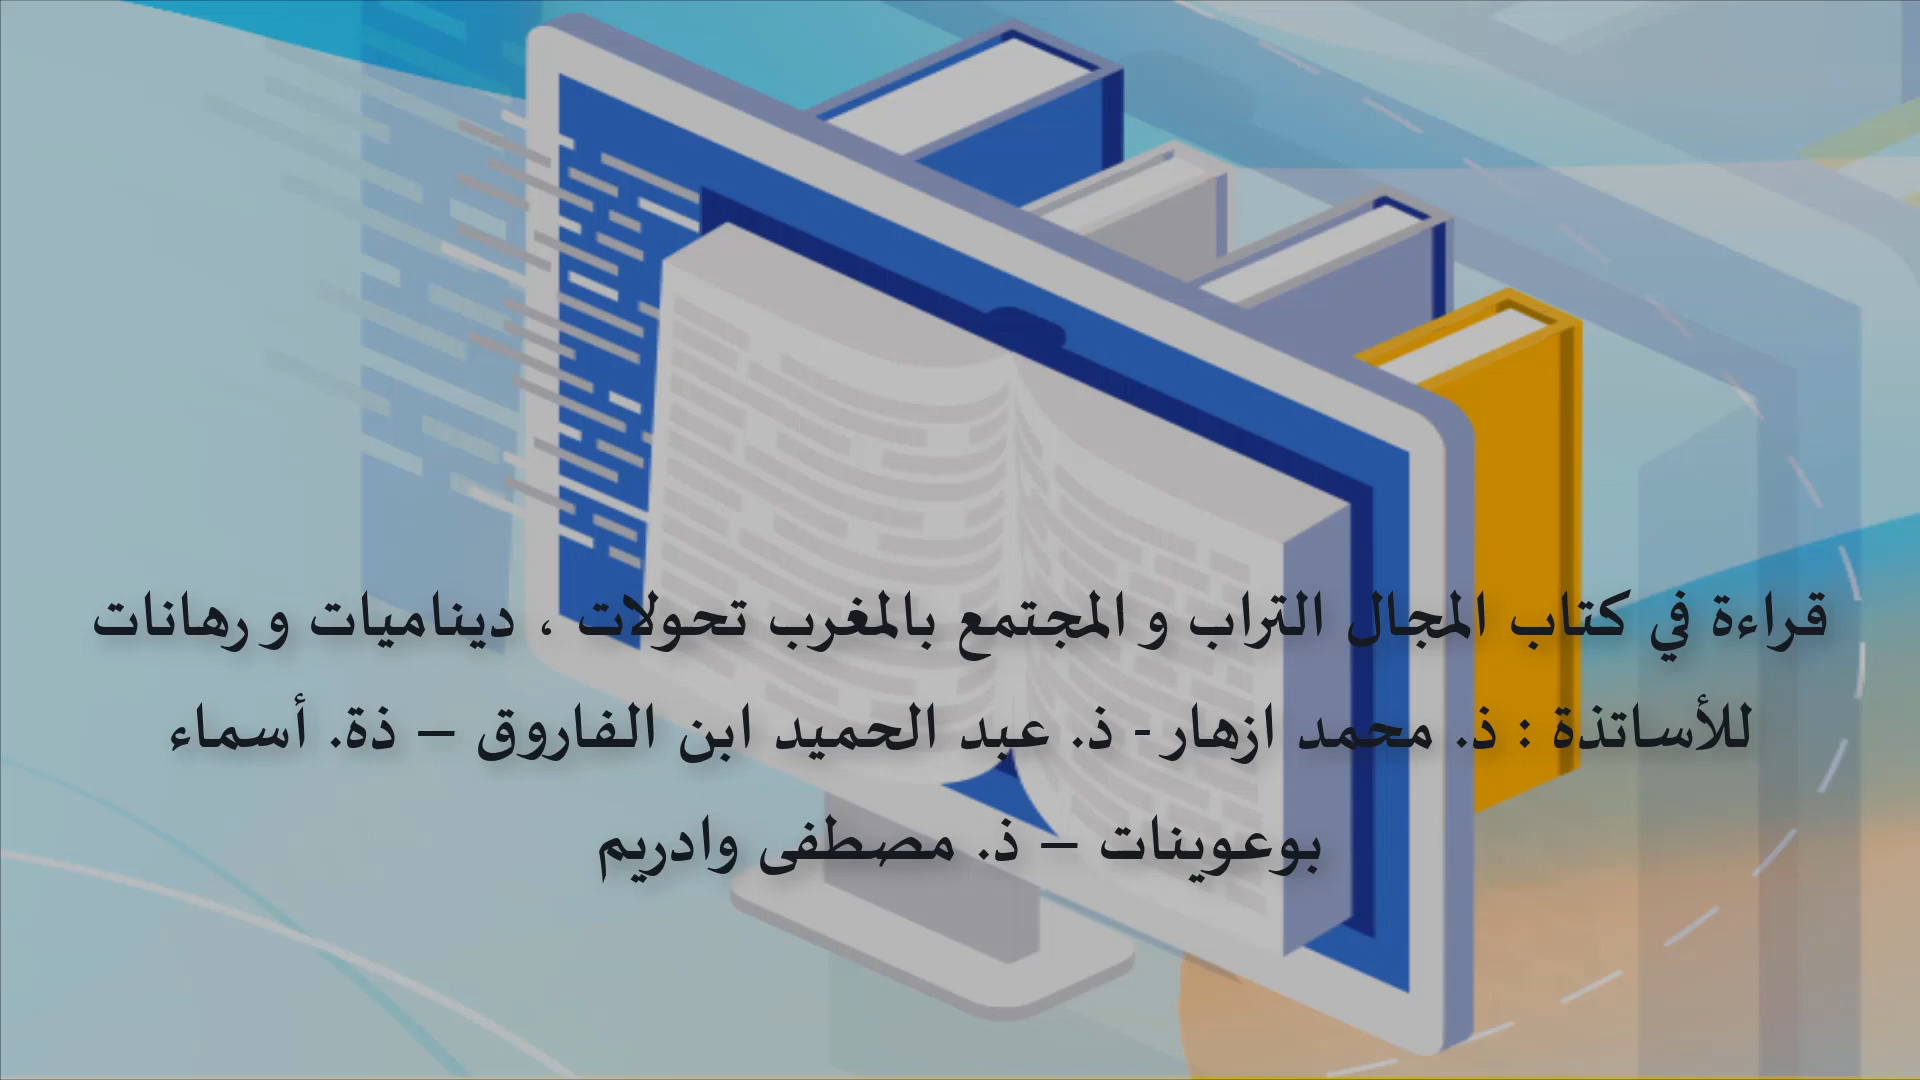 قراءة في كتاب المجال التراب و المجتمع بالمغرب تحولات ، ديناميات و رهانات
للأساتذة : ذ. محمد ازهار - ذ. عبد الحميد ابن الفاروق – ذة. أسماء
بوعوينات – ذ. مصطفى وادريم